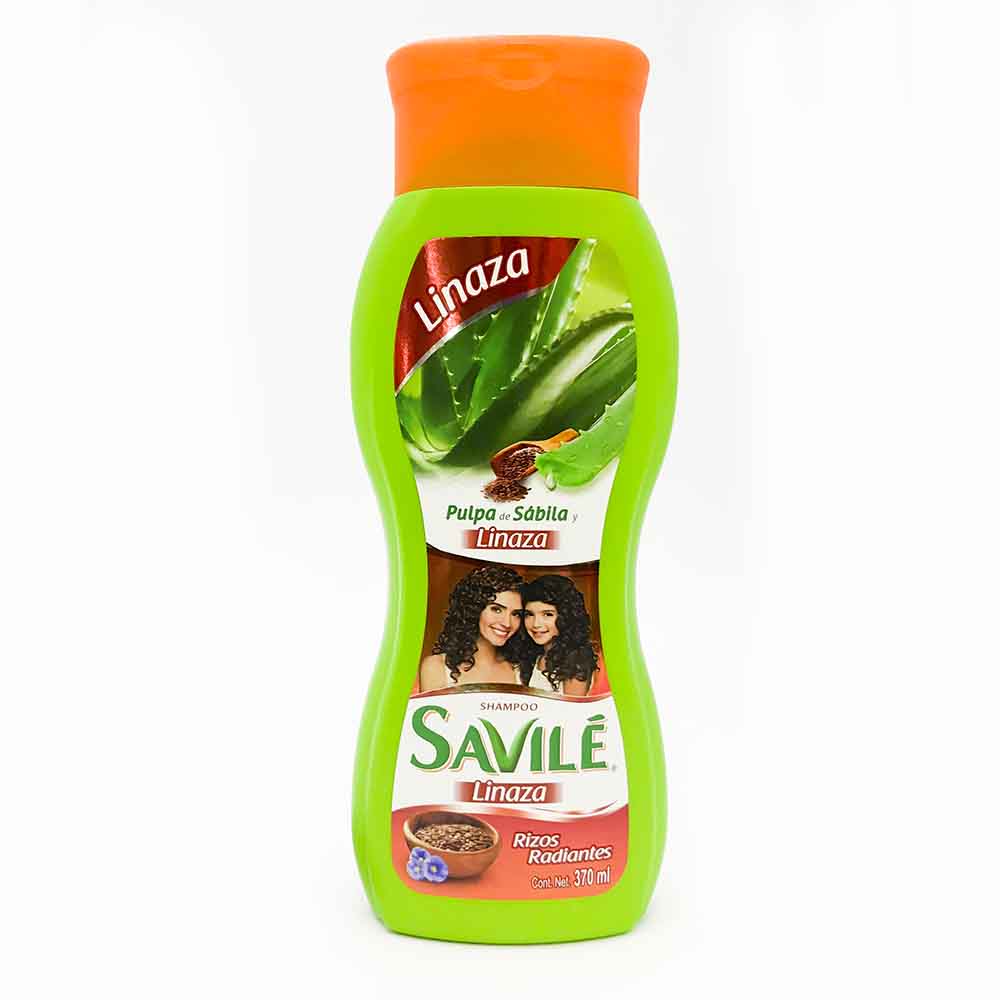 Linaza
Pulpa de Sábila y
Linaza
SHAMPOO
SAVILÉ®
Linaza
Rizos
Radiantes
Cont. Net. 370 ml